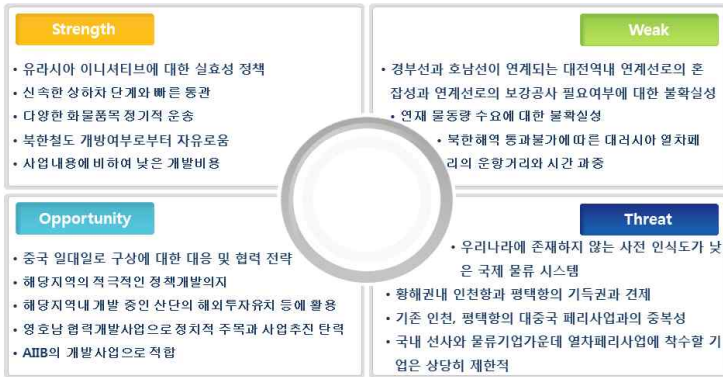 Strength
• 유라시아 이니셔티브에 대한 실효성 정책
• 신속한 상하차 단계와 빠른 통관
• 다양한 화물품목 정기적 운송
• 북한철도 개방여부로부터 자유로움
• 사업내용에 비하여 낮은 개발비용
Weak
• 경부선과 호남선이 연계되는 대전역내 연계선로의 혼
잡성과 연계선로의 보강공사 필요여부에 대한 불확실성
• 연재 물동량 수요에 대한 불확실성
• 북한해역 통과불가에 따른 대러시아 열차페
리의 운항거리와 시간 과중
Opportunity
• 중국 일대일로 구상에 대한 대응 및 협력 전략
• 해당지역의 적극적인 정책개발의지
• 해당지역내 개발 중인 산단의 해외투자유치 등에 활용
• 영호남 협력개발사업으로 정치적 주목과 사업추진 탄력
• AIIB의 개발사업으로 적합
Threat
• 우리나라에 존재하지 않는 사전 인식도가 낮
은 국제 물류 시스템
• 황해권내 인천항과 평택항의 기득권과 견제
• 기존 인천, 평택항의 대중국 페리사업과의 중복성
• 국내 선사와 물류기업가운데 열차페리사업에 착수할 기
업은 상당히 제한적